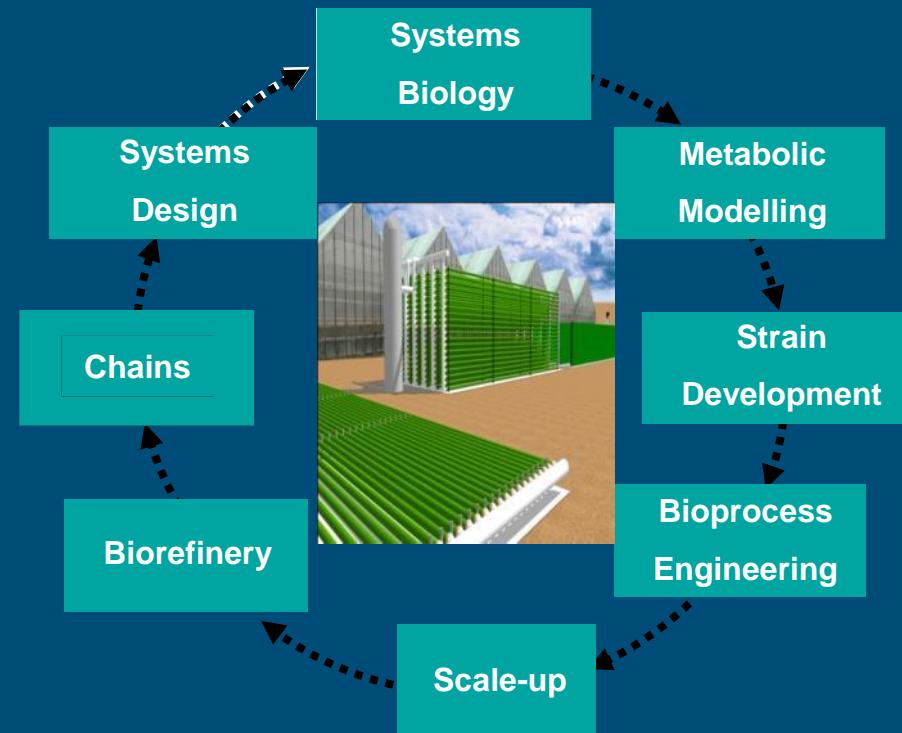 Systems
Biology
Metabolic
Modelling
Strain
Development
Bioprocess
Engineering
Scale-up
Biorefinery
Chains
Systems
Design